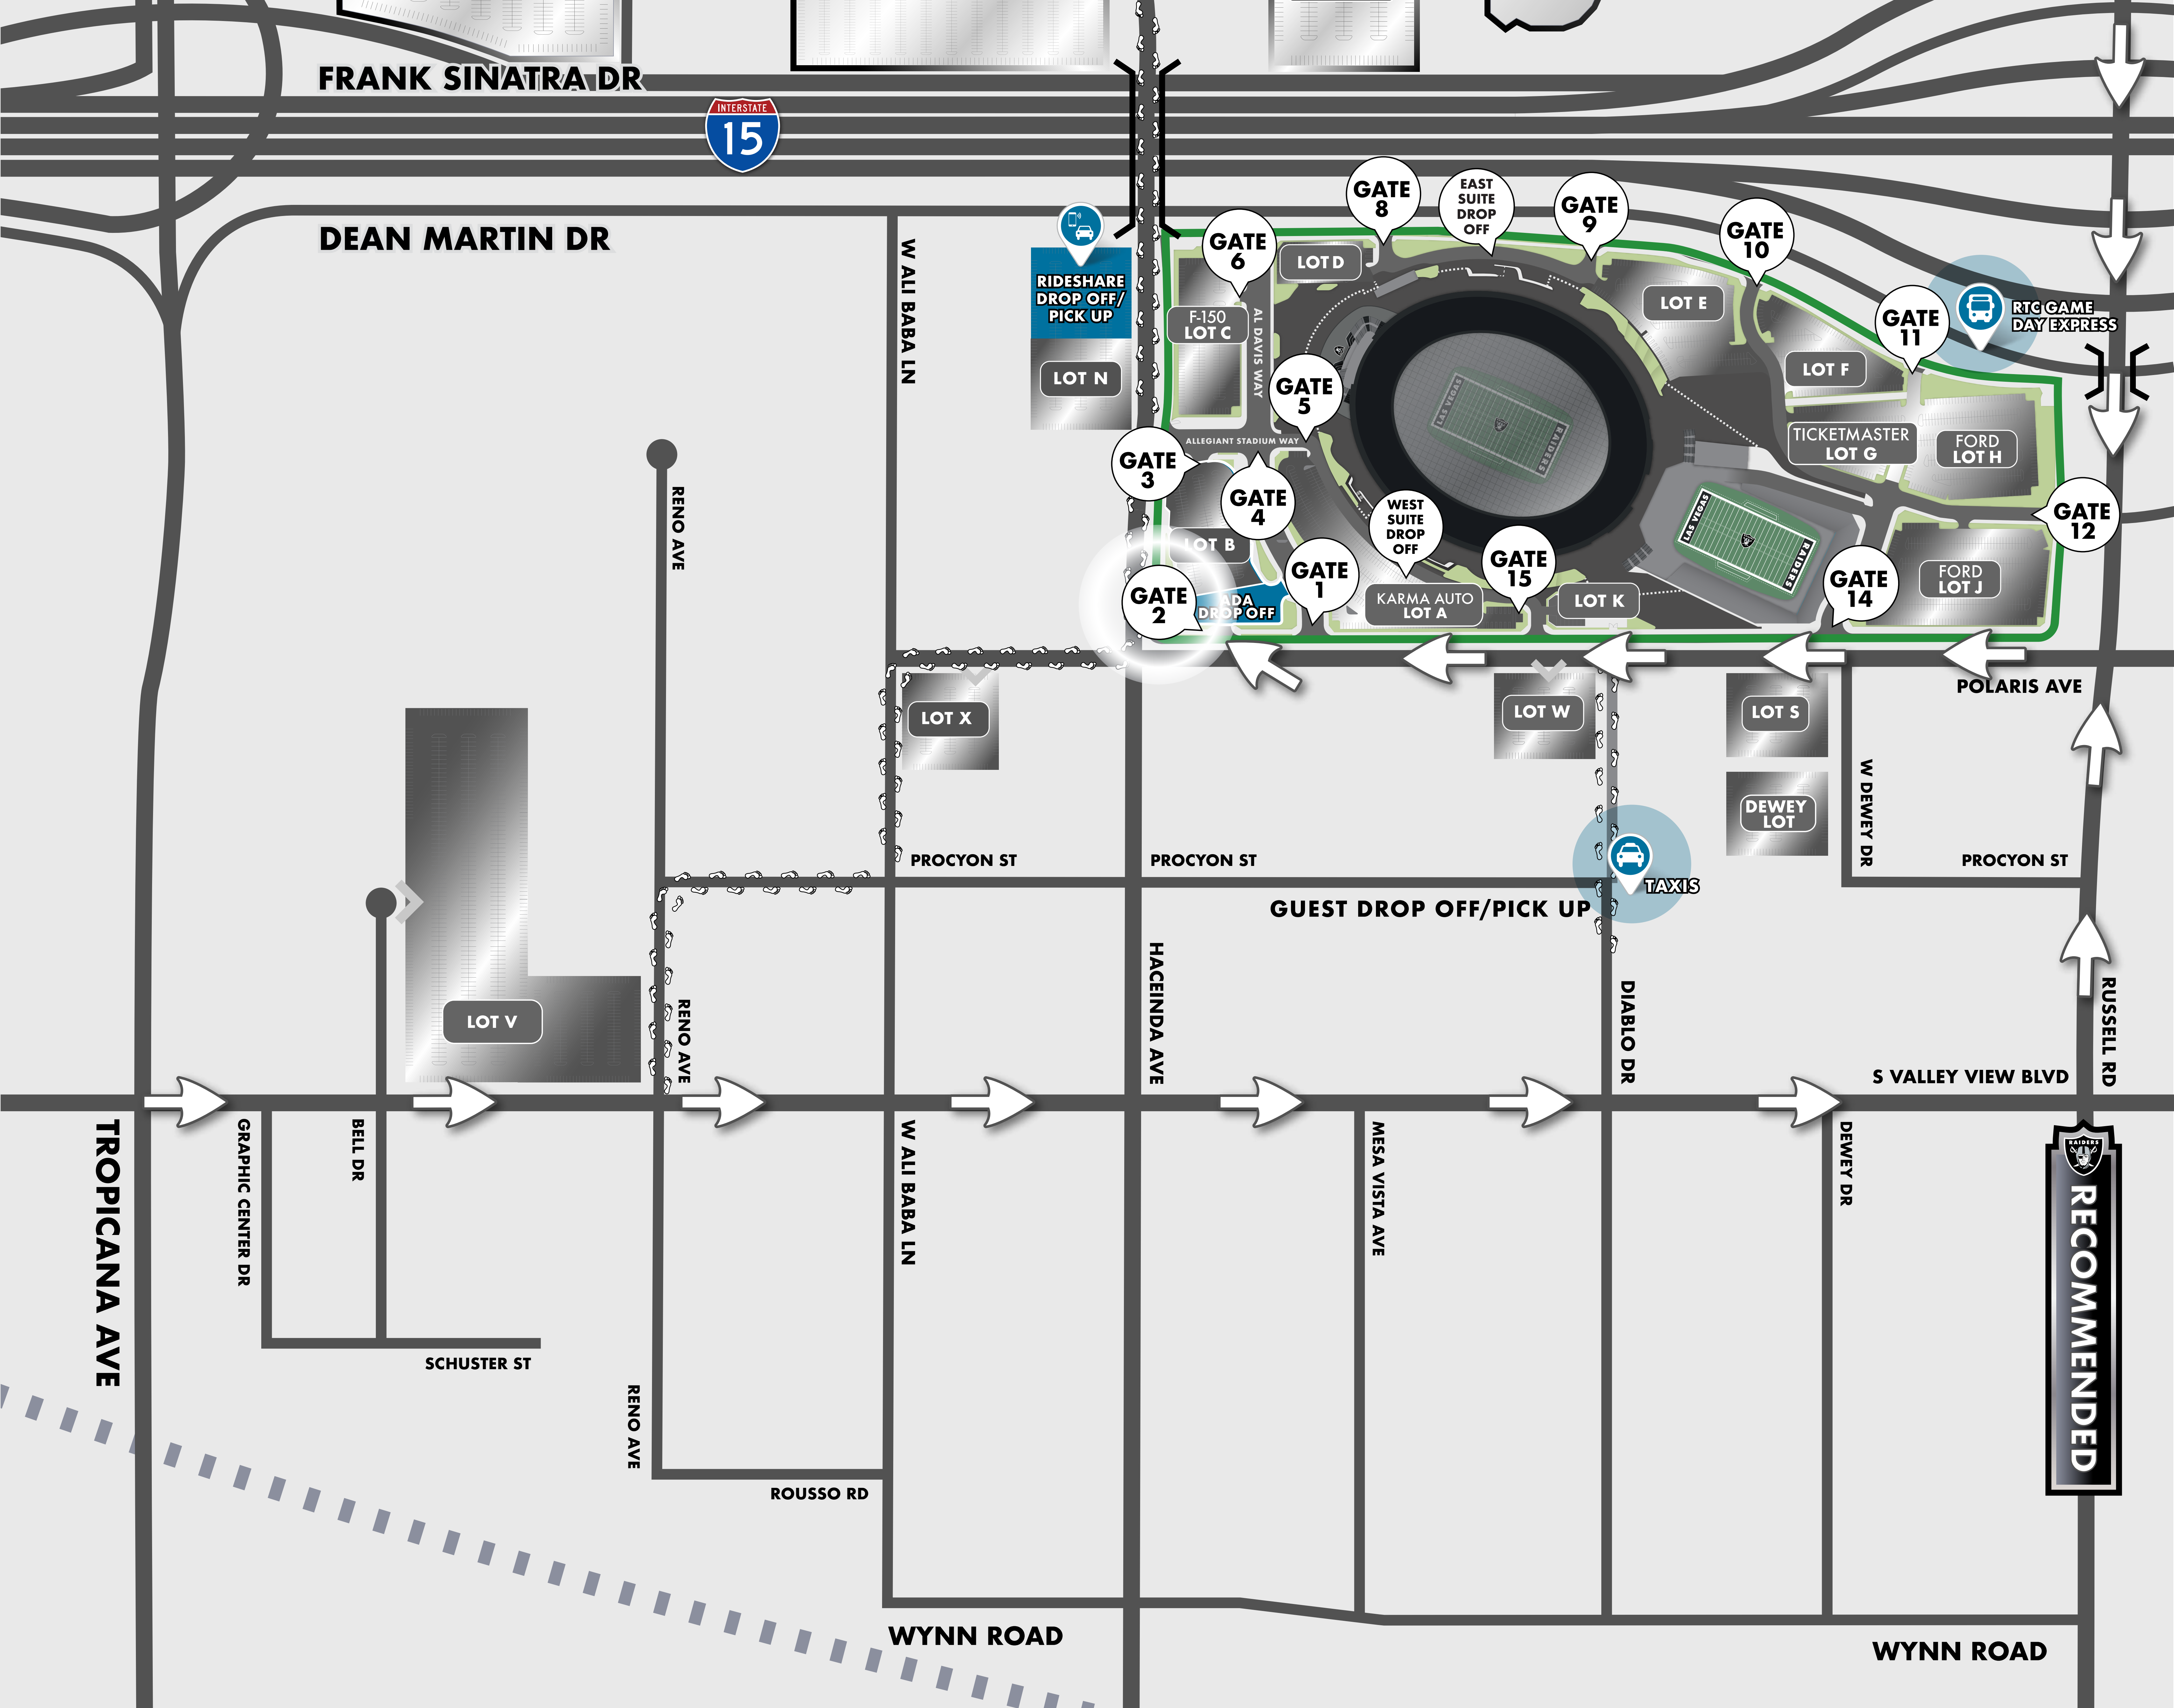 FRANK SINATRA DR
INTERSTATE
15
DEAN MARTIN DR
W ALI BABA LN
RIDESHARE
DROP OFF/
PICK UP
LOT N
GATE
6
LOT D
GATE
8
EAST
SUITE
DROP
OFF
GATE
9
GATE
10
LOT E
F-150
LOT C
AL DAVIS WAY
GATE
5
GATE
11
RTC GAME
DAY EXPRESS
LOT F
LAS VEGAS
RAIDERS
ALLEGIANT STADIUM WAY
TICKETMASTER
LOT G
FORD
LOT H
GATE
3
GATE
4
WEST
SUITE
DROP
OFF
LAS VEGAS
RAIDERS
GATE
12
LOT B
GATE
1
GATE
15
GATE
14
FORD
LOT J
GATE
2
ADA
DROP OFF
KARMA AUTO
LOT A
LOT K
RENO AVE
POLARIS AVE
LOT X
LOT W
LOT S
DEWEY
LOT
W DEWEY DR
PROCYON ST
PROCYON ST
PROCYON ST
TAXIS
GUEST DROP OFF/PICK UP
LOT V
RENO AVE
HACEINDA AVE
DIABLO DR
RUSSELL RD
S VALLEY VIEW BLVD
TROPICANA AVE
GRAPHIC CENTER DR
BELL DR
W ALI BABA LN
MESA VISTA AVE
DEWEY DR
RAIDERS
RECOMMENDED
SCHUSTER ST
RENO AVE
ROUSSO RD
WYNN ROAD
WYNN ROAD